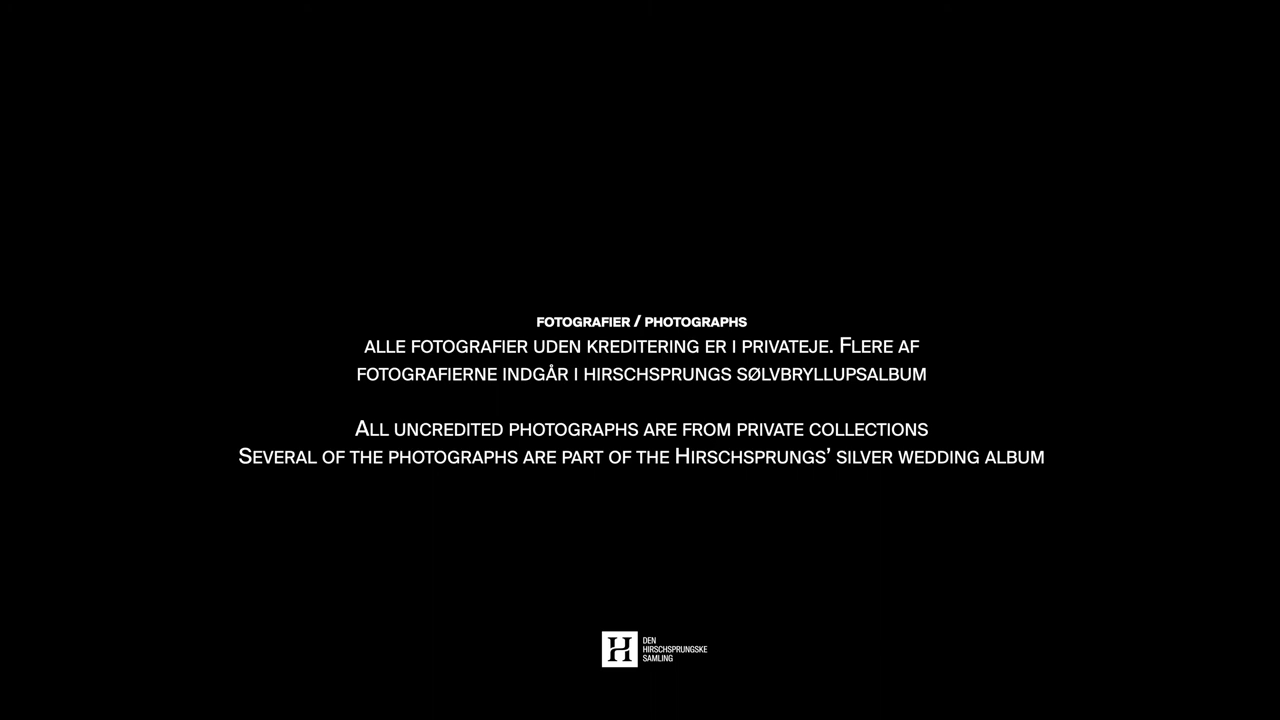 FOTOGRAFIER / PHOTOGRAPHS
ALLE FOTOGRAFIER UDEN KREDITERING ER I PRIVATEJE. FLERE AF
FOTOGRAFIERNE INDGÅR I HIRSCHSPRUNGS SØLVBRYLLUPSALBUM
ALL UNCREDITED PHOTOGRAPHS ARE FROM PRIVATE COLLECTIONS
SEVERAL OF THE PHOTOGRAPHS ARE PART OF THE HIRSCHSPRUNGS’ SILVER WEDDING ALBUM
H
DEN
HIRSCHSPRUNGSKE
SAMLING